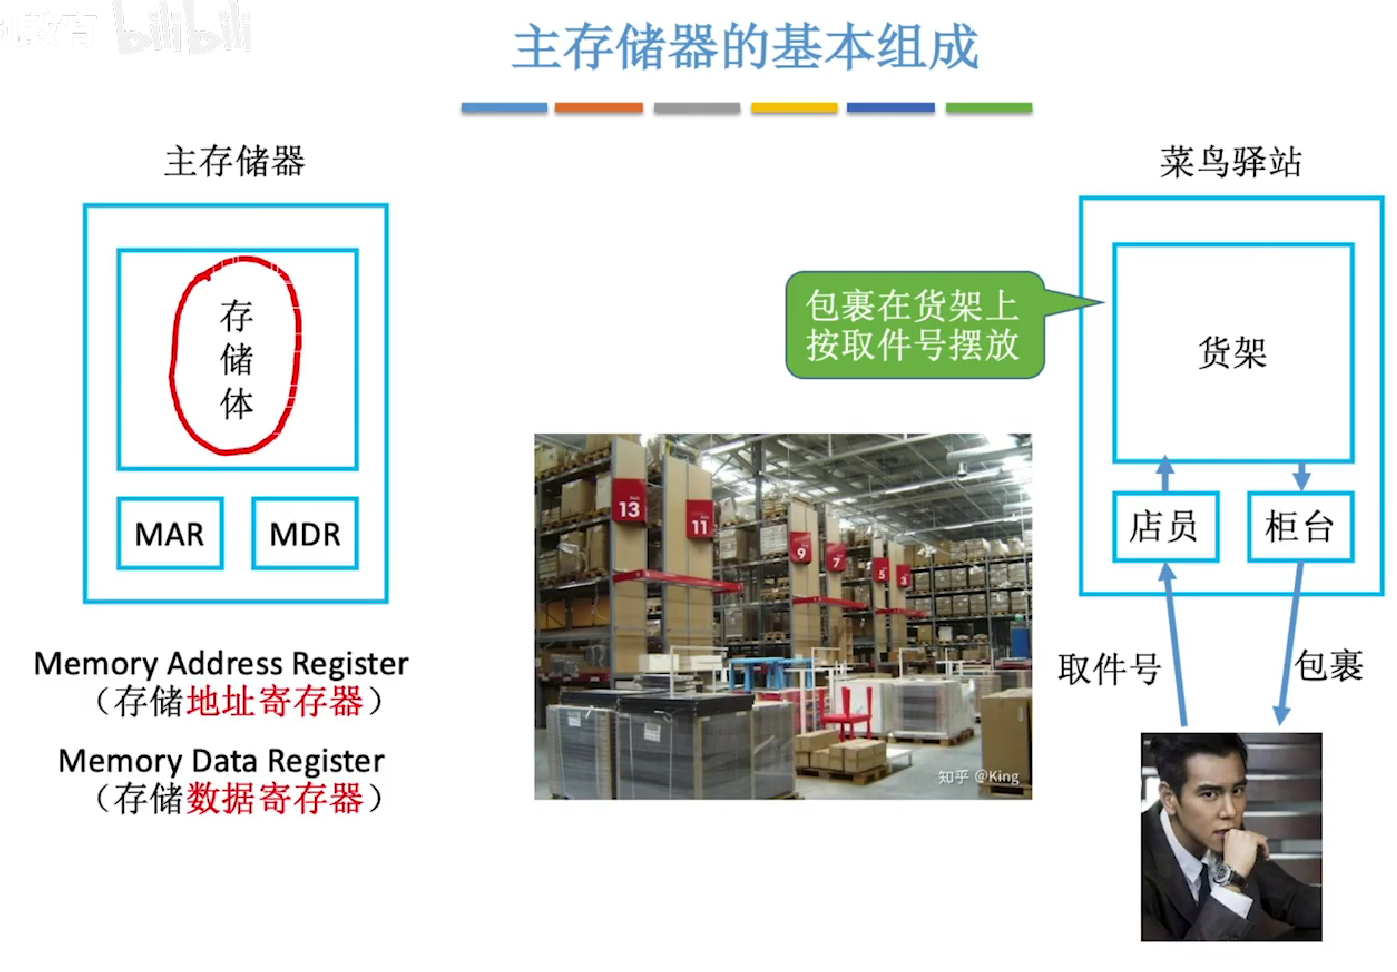 机教育 bilibili
主存储器的基本组成
主存储器
存
储
体
MAR
MDR
Memory Address Register
（存储地址寄存器）
Memory Data Register
（存储数据寄存器）
13
11
9
7
5
3
知乎 @King
包裹在货架上
按取件号摆放
菜鸟驿站
货架
店员
柜台
取件号
包裹